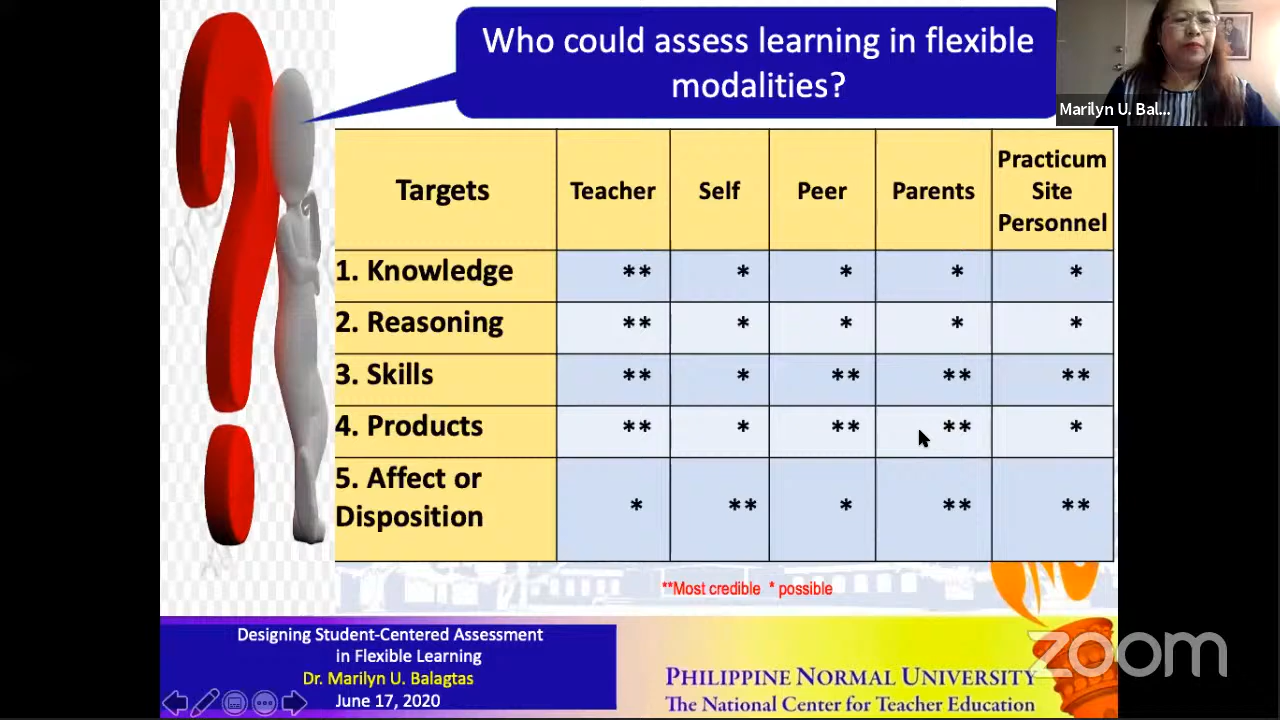 Who could assess learning in flexible
modalities?
Marilyn U. Bal...
Targets
Teacher
Self
Peer
Parents
Practicum
Site
Personnel
1. Knowledge ** * * * *
2. Reasoning ** * * * *
3. Skills ** * ** ** **
4. Products ** * ** ** *
5. Affect or
Disposition * ** * ** **
**Most credible * possible
Designing Student-Centered Assessment
in Flexible Learning
Dr. Marilyn U. Balagtas
June 17, 2020
PHILIPPINE NORMAL UNIVERSITY
The National Center for Teacher Education
zoom